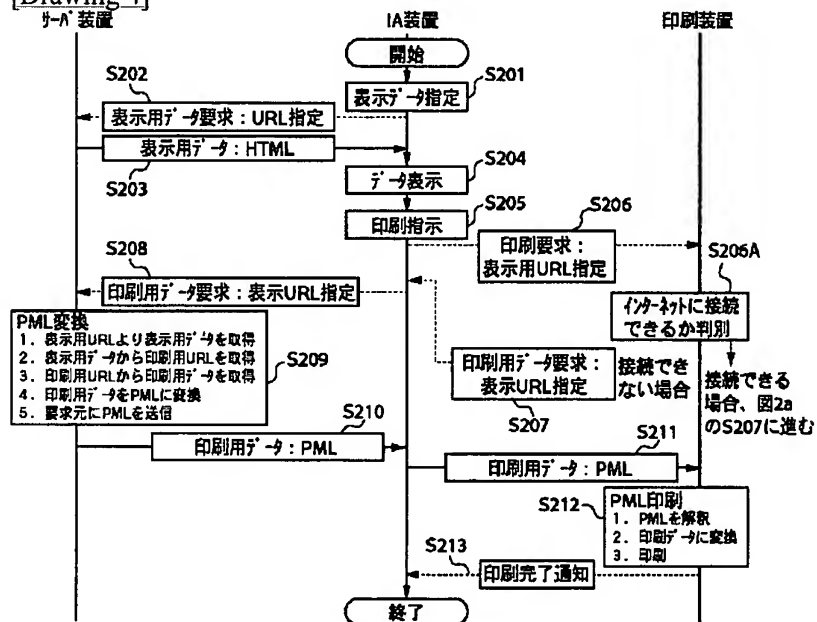 [Drawing 4]
サーバ装置
IA装置
印刷装置
開始
S201
表示データ指定
S202
表示用データ要求：URL指定
表示用データ：HTML
S203
S204
データ表示
S205
印刷指示
S206
印刷要求：
表示用URL指定
S206A
インターネットに接続
できるか判別
S208
印刷用データ要求：表示URL指定
PML変換
1. 表示用URLより表示用データを取得
2. 表示用データから印刷用URLを取得
3. 印刷用URLから印刷用データを取得
4. 印刷用データをPMLに変換
5. 要求元にPMLを送信
S209
印刷用データ要求：
表示URL指定
S207
接続でき
ない場合
接続できる
場合、図2a
のS207に進む
S210
印刷用データ：PML
S211
印刷用データ：PML
S212
PML印刷
1. PMLを解釈
2. 印刷データに変換
3. 印刷
S213
印刷完了通知
終了